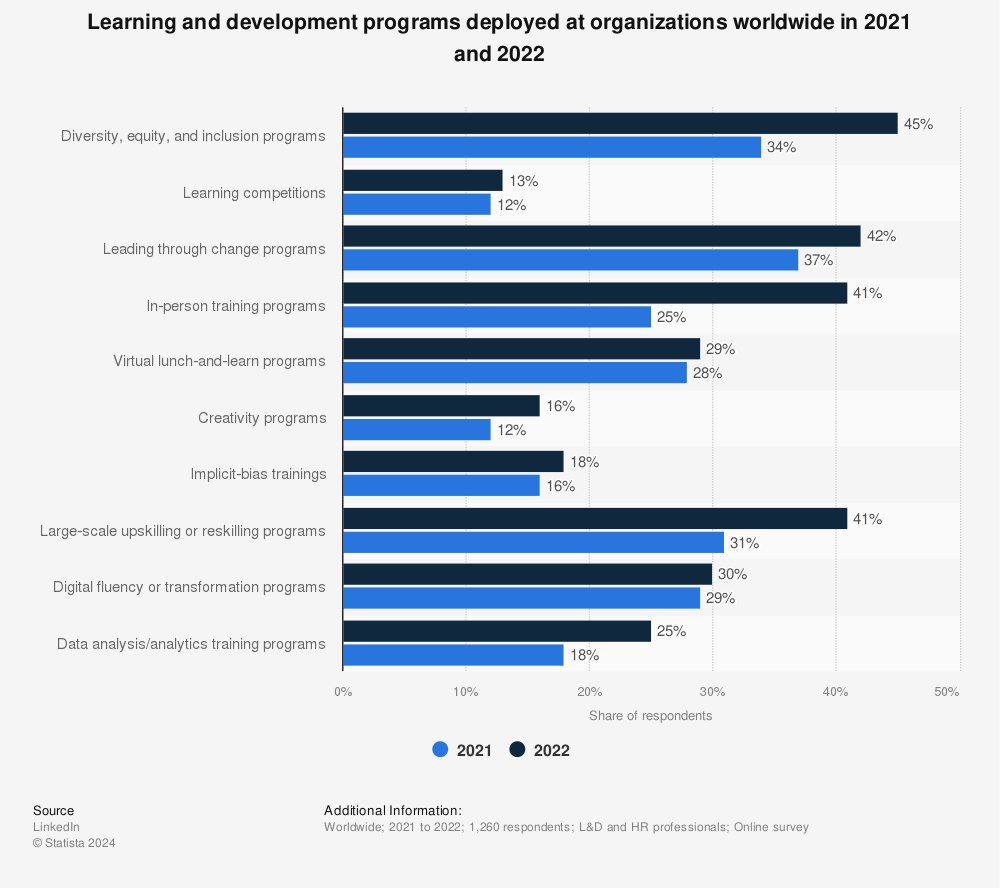 Learning and development programs deployed at organizations worldwide in 2021
and 2022
Diversity, equity, and inclusion programs
45%
34%
Learning competitions
13%
12%
Leading through change programs
42%
37%
In-person training programs
41%
25%
Virtual lunch-and-learn programs
29%
28%
Creativity programs
16%
12%
Implicit-bias trainings
18%
16%
Large-scale upskilling or reskilling programs
41%
31%
Digital fluency or transformation programs
30%
29%
Data analysis/analytics training programs
25%
18%
0% 10% 20% 30% 40% 50%
Share of respondents
2021 2022
Source
LinkedIn
© Statista 2024
Additional Information:
Worldwide; 2021 to 2022; 1,260 respondents; L&D and HR professionals; Online survey